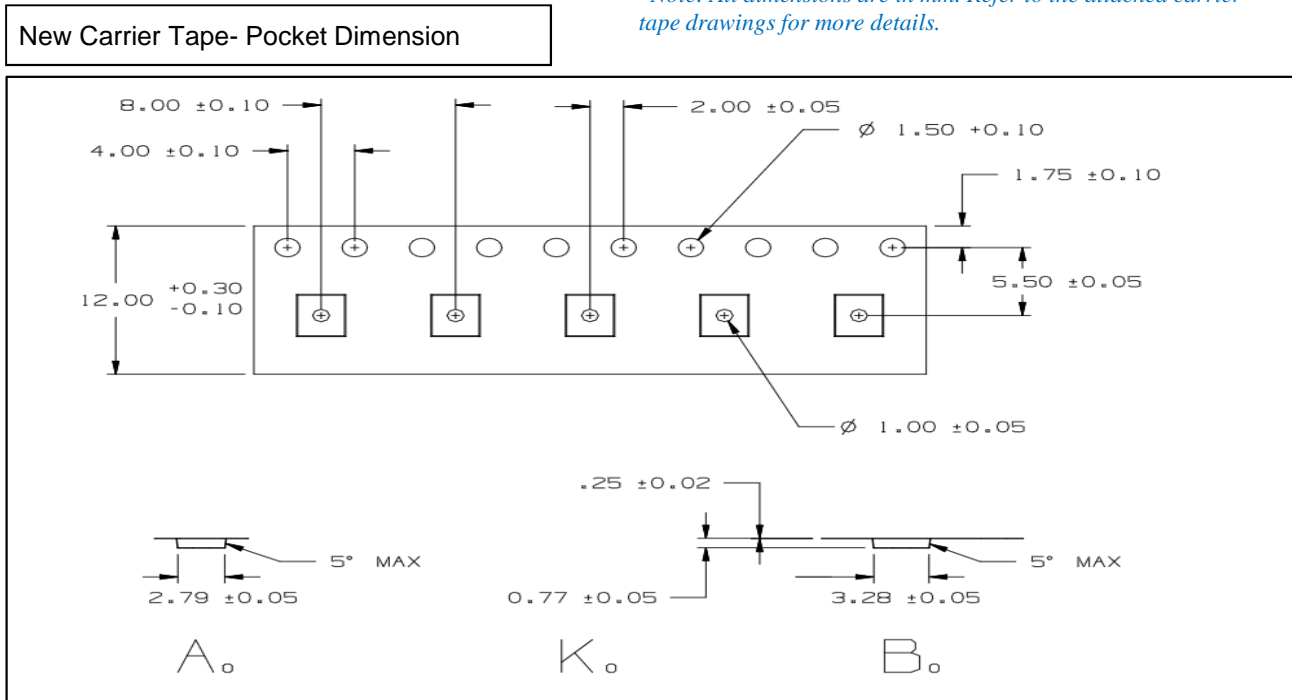 tape drawings for more details.
New Carrier Tape- Pocket Dimension
8.00 ±0.10
2.00 ±0.05
Ø 1.50 +0.10
4.00 ±0.10
1.75 ±0.10
12.00 +0.30 -0.10
5.50 ±0.05
Ø 1.00 ±0.05
.25 ±0.02
5° MAX
5° MAX
2.79 ±0.05
0.77 ±0.05
3.28 ±0.05
Ao
Ko
Bo